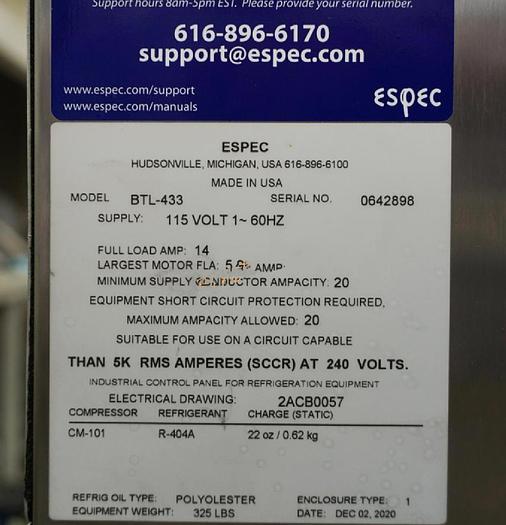 Support hours 8am-5pm EST. Please provide your serial number.
616-896-6170
support@espec.com
www.espec.com/support
www.espec.com/manuals
ESPEC
ESPEC
HUDSONVILLE, MICHIGAN, USA 616-896-6100
MADE IN USA
MODEL BTL-433 SERIAL NO. 0642898
SUPPLY: 115 VOLT 1~ 60HZ
FULL LOAD AMP: 14
LARGEST MOTOR FLA: AMP
MINIMUM SUPPLY CONDUCTOR AMPACITY: 20
EQUIPMENT SHORT CIRCUIT PROTECTION REQUIRED,
MAXIMUM AMPACITY ALLOWED: 20
SUITABLE FOR USE ON A CIRCUIT CAPABLE
THAN 5K RMS AMPERES (SCCR) AT 240 VOLTS.
INDUSTRIAL CONTROL PANEL FOR REFRIGERATION EQUIPMENT
ELECTRICAL DRAWING: 2ACB0057
COMPRESSOR REFRIGERANT CHARGE (STATIC)
CM-101 R-404A 22 oz / 0.62 kg
REFRIG OIL TYPE: POLYOLESTER ENCLOSURE TYPE: 1
EQUIPMENT WEIGHT: 325 LBS DATE: DEC 02, 2020